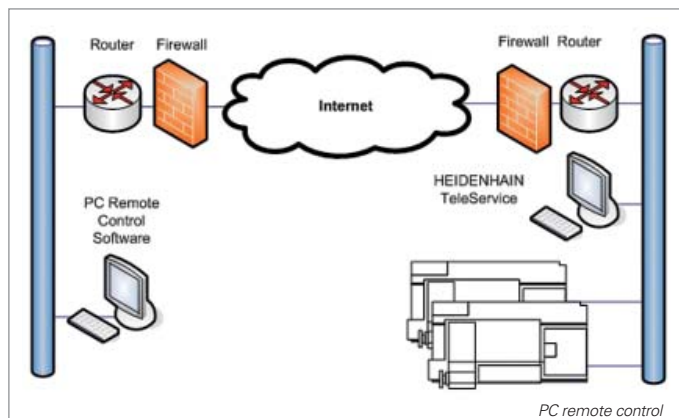 Router Firewall
Firewall Router
Internet
HEIDENHAIN
TeleService
PC Remote
Control
Software
PC remote control